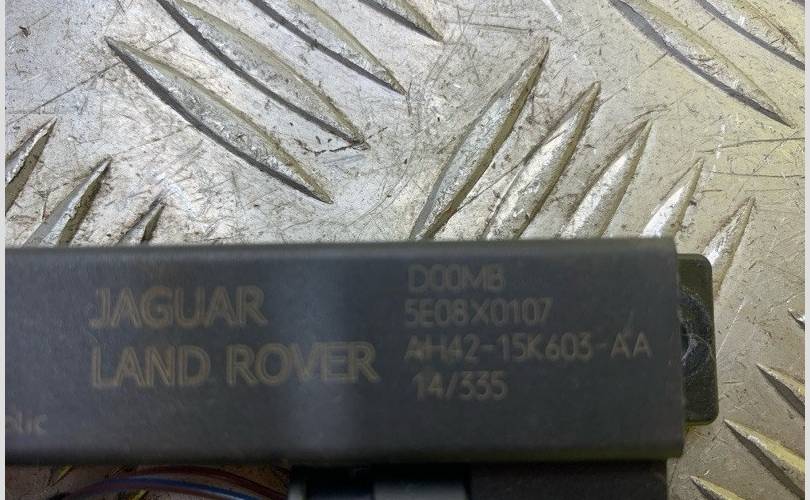 JAGUAR
LAND ROVER
D00MB
5E08X0107
AH42-15K603-AA
14/335